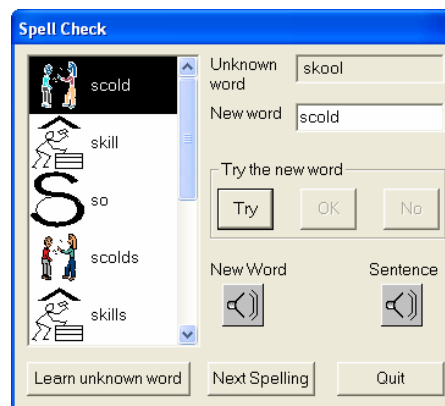 Spell Check
scold
skill
so
scolds
skills
Unknown
word
skool
New word
scold
Try the new word
Try
OK
No
New Word
Sentence
Learn unknown word
Next Spelling
Quit